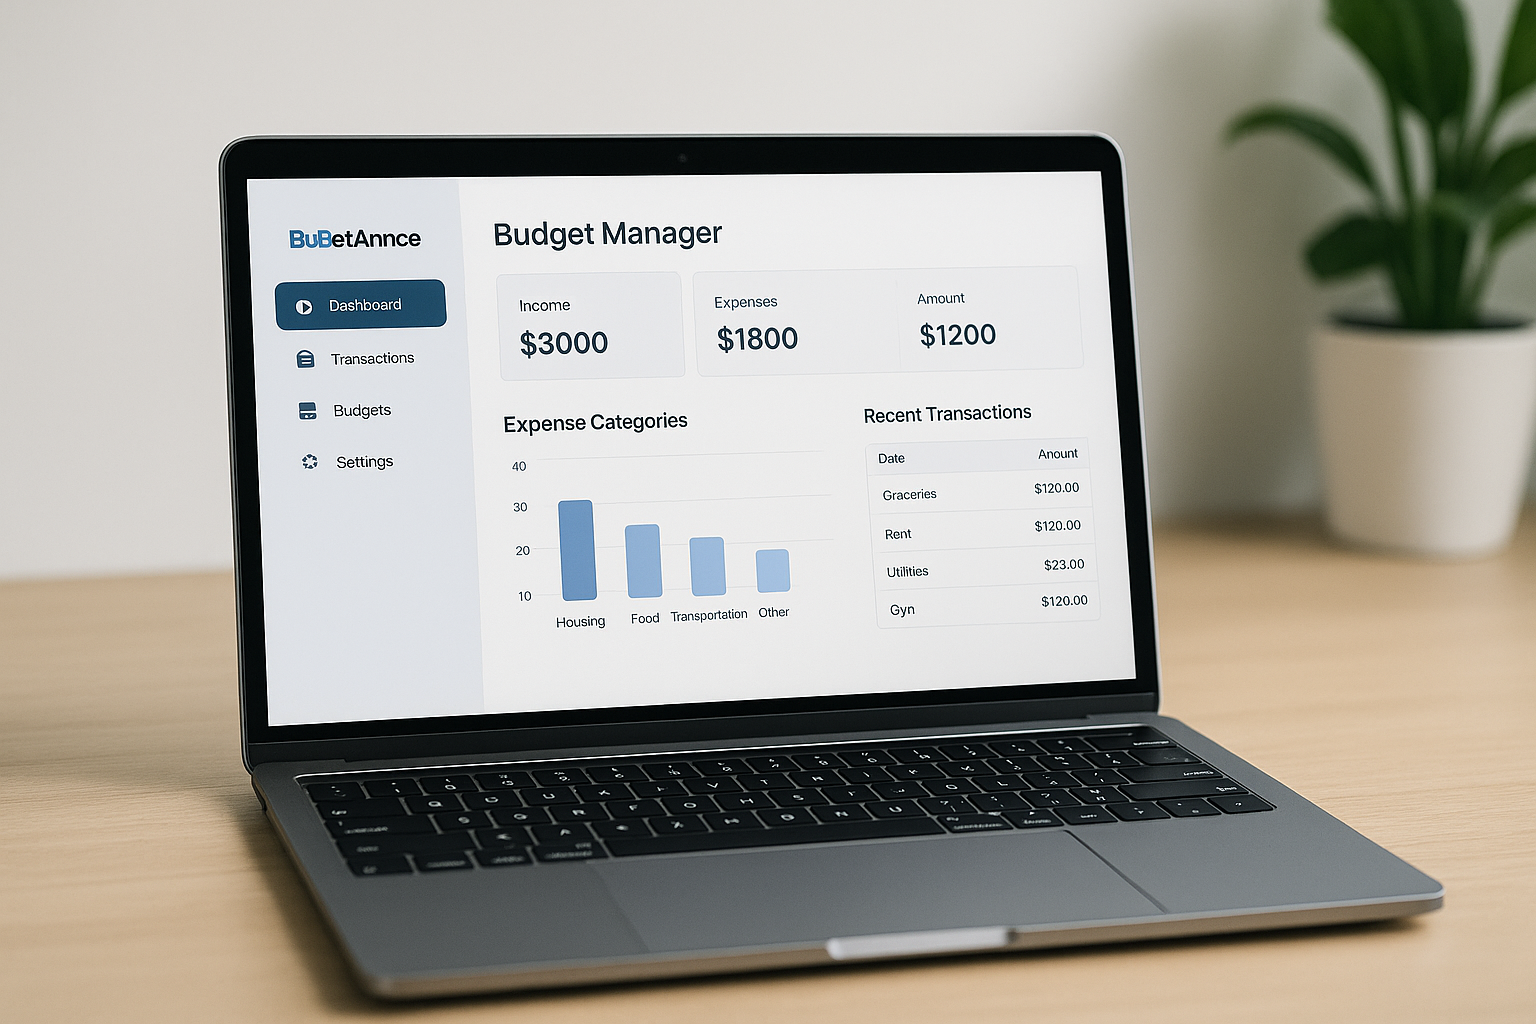 BuBetAnnce
Dashboard
Transactions
Budgets
Settings
Budget Manager
Income
$3000
Expenses
$1800
Amount
$1200
Expense Categories
40
30
20
10
Housing Food Transportation Other
Recent Transactions
Date Anount
Graceries $120.00
Rent $120.00
Utilities $23.00
Gyn $120.00